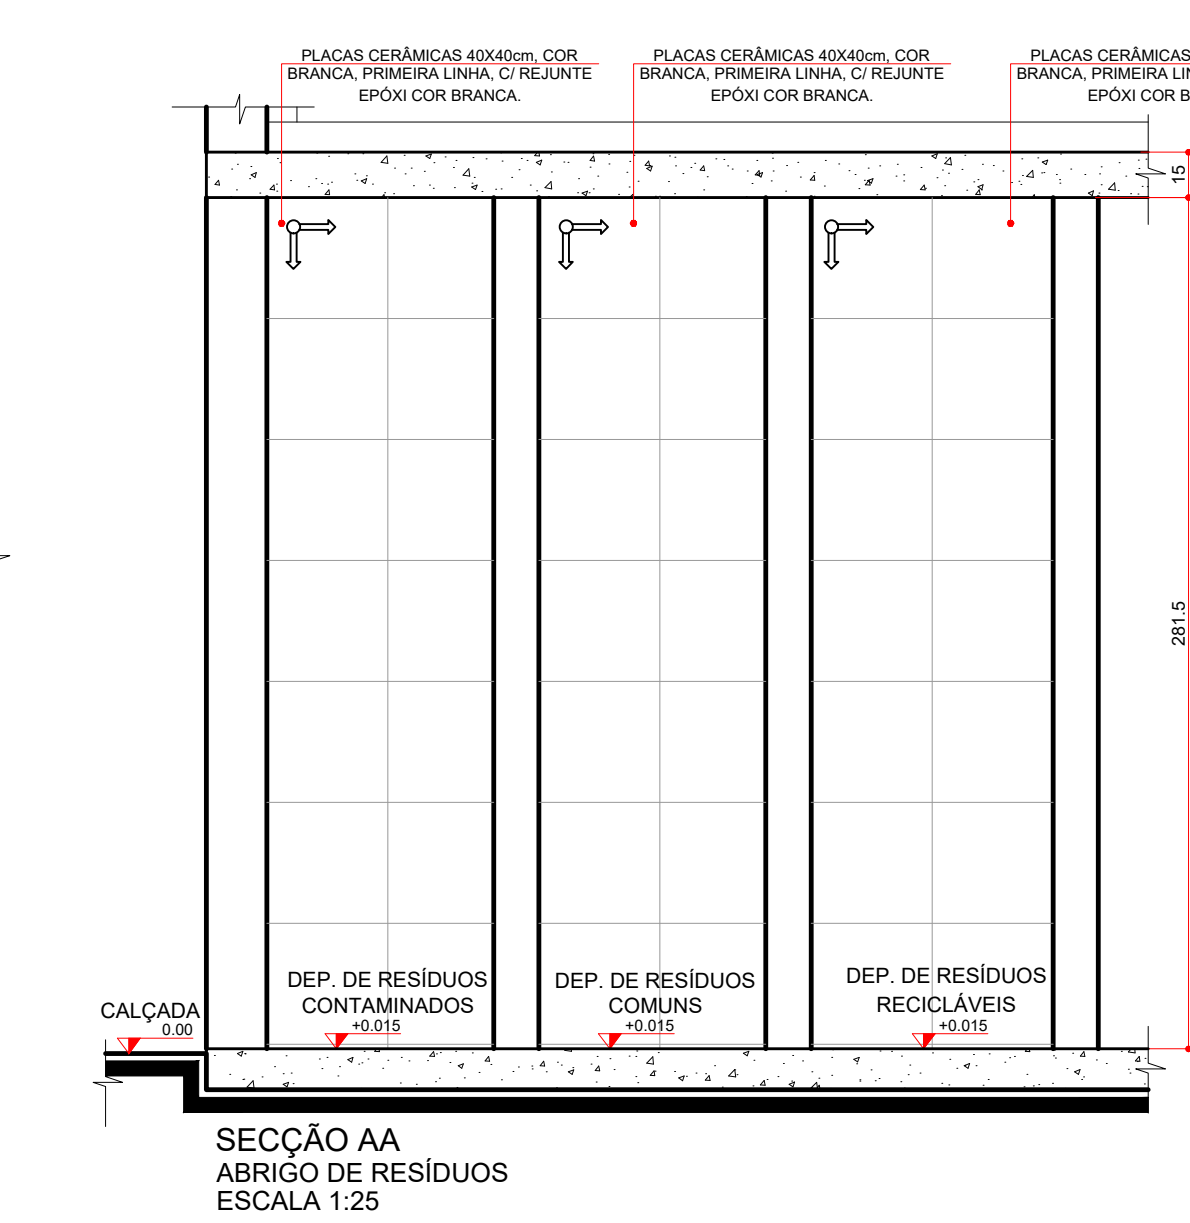 PLACAS CERÂMICAS 40X40cm, COR
BRANCA, PRIMEIRA LINHA, C/ REJUNTE
EPÓXI COR BRANCA.
PLACAS CERÂMICAS 40X40cm, COR
BRANCA, PRIMEIRA LINHA, C/ REJUNTE
EPÓXI COR BRANCA.
PLACAS CERÂMICAS
BRANCA, PRIMEIRA
EPÓXI COR
15
281.5
DEP. DE RESÍDUOS
CONTAMINADOS
+0.015
DEP. DE RESÍDUOS
COMUNS
+0.015
DEP. DE RESÍDUOS
RECICLÁVEIS
+0.015
CALÇADA
0.00
SECÇÃO AA
ABRIGO DE RESÍDUOS
ESCALA 1:25